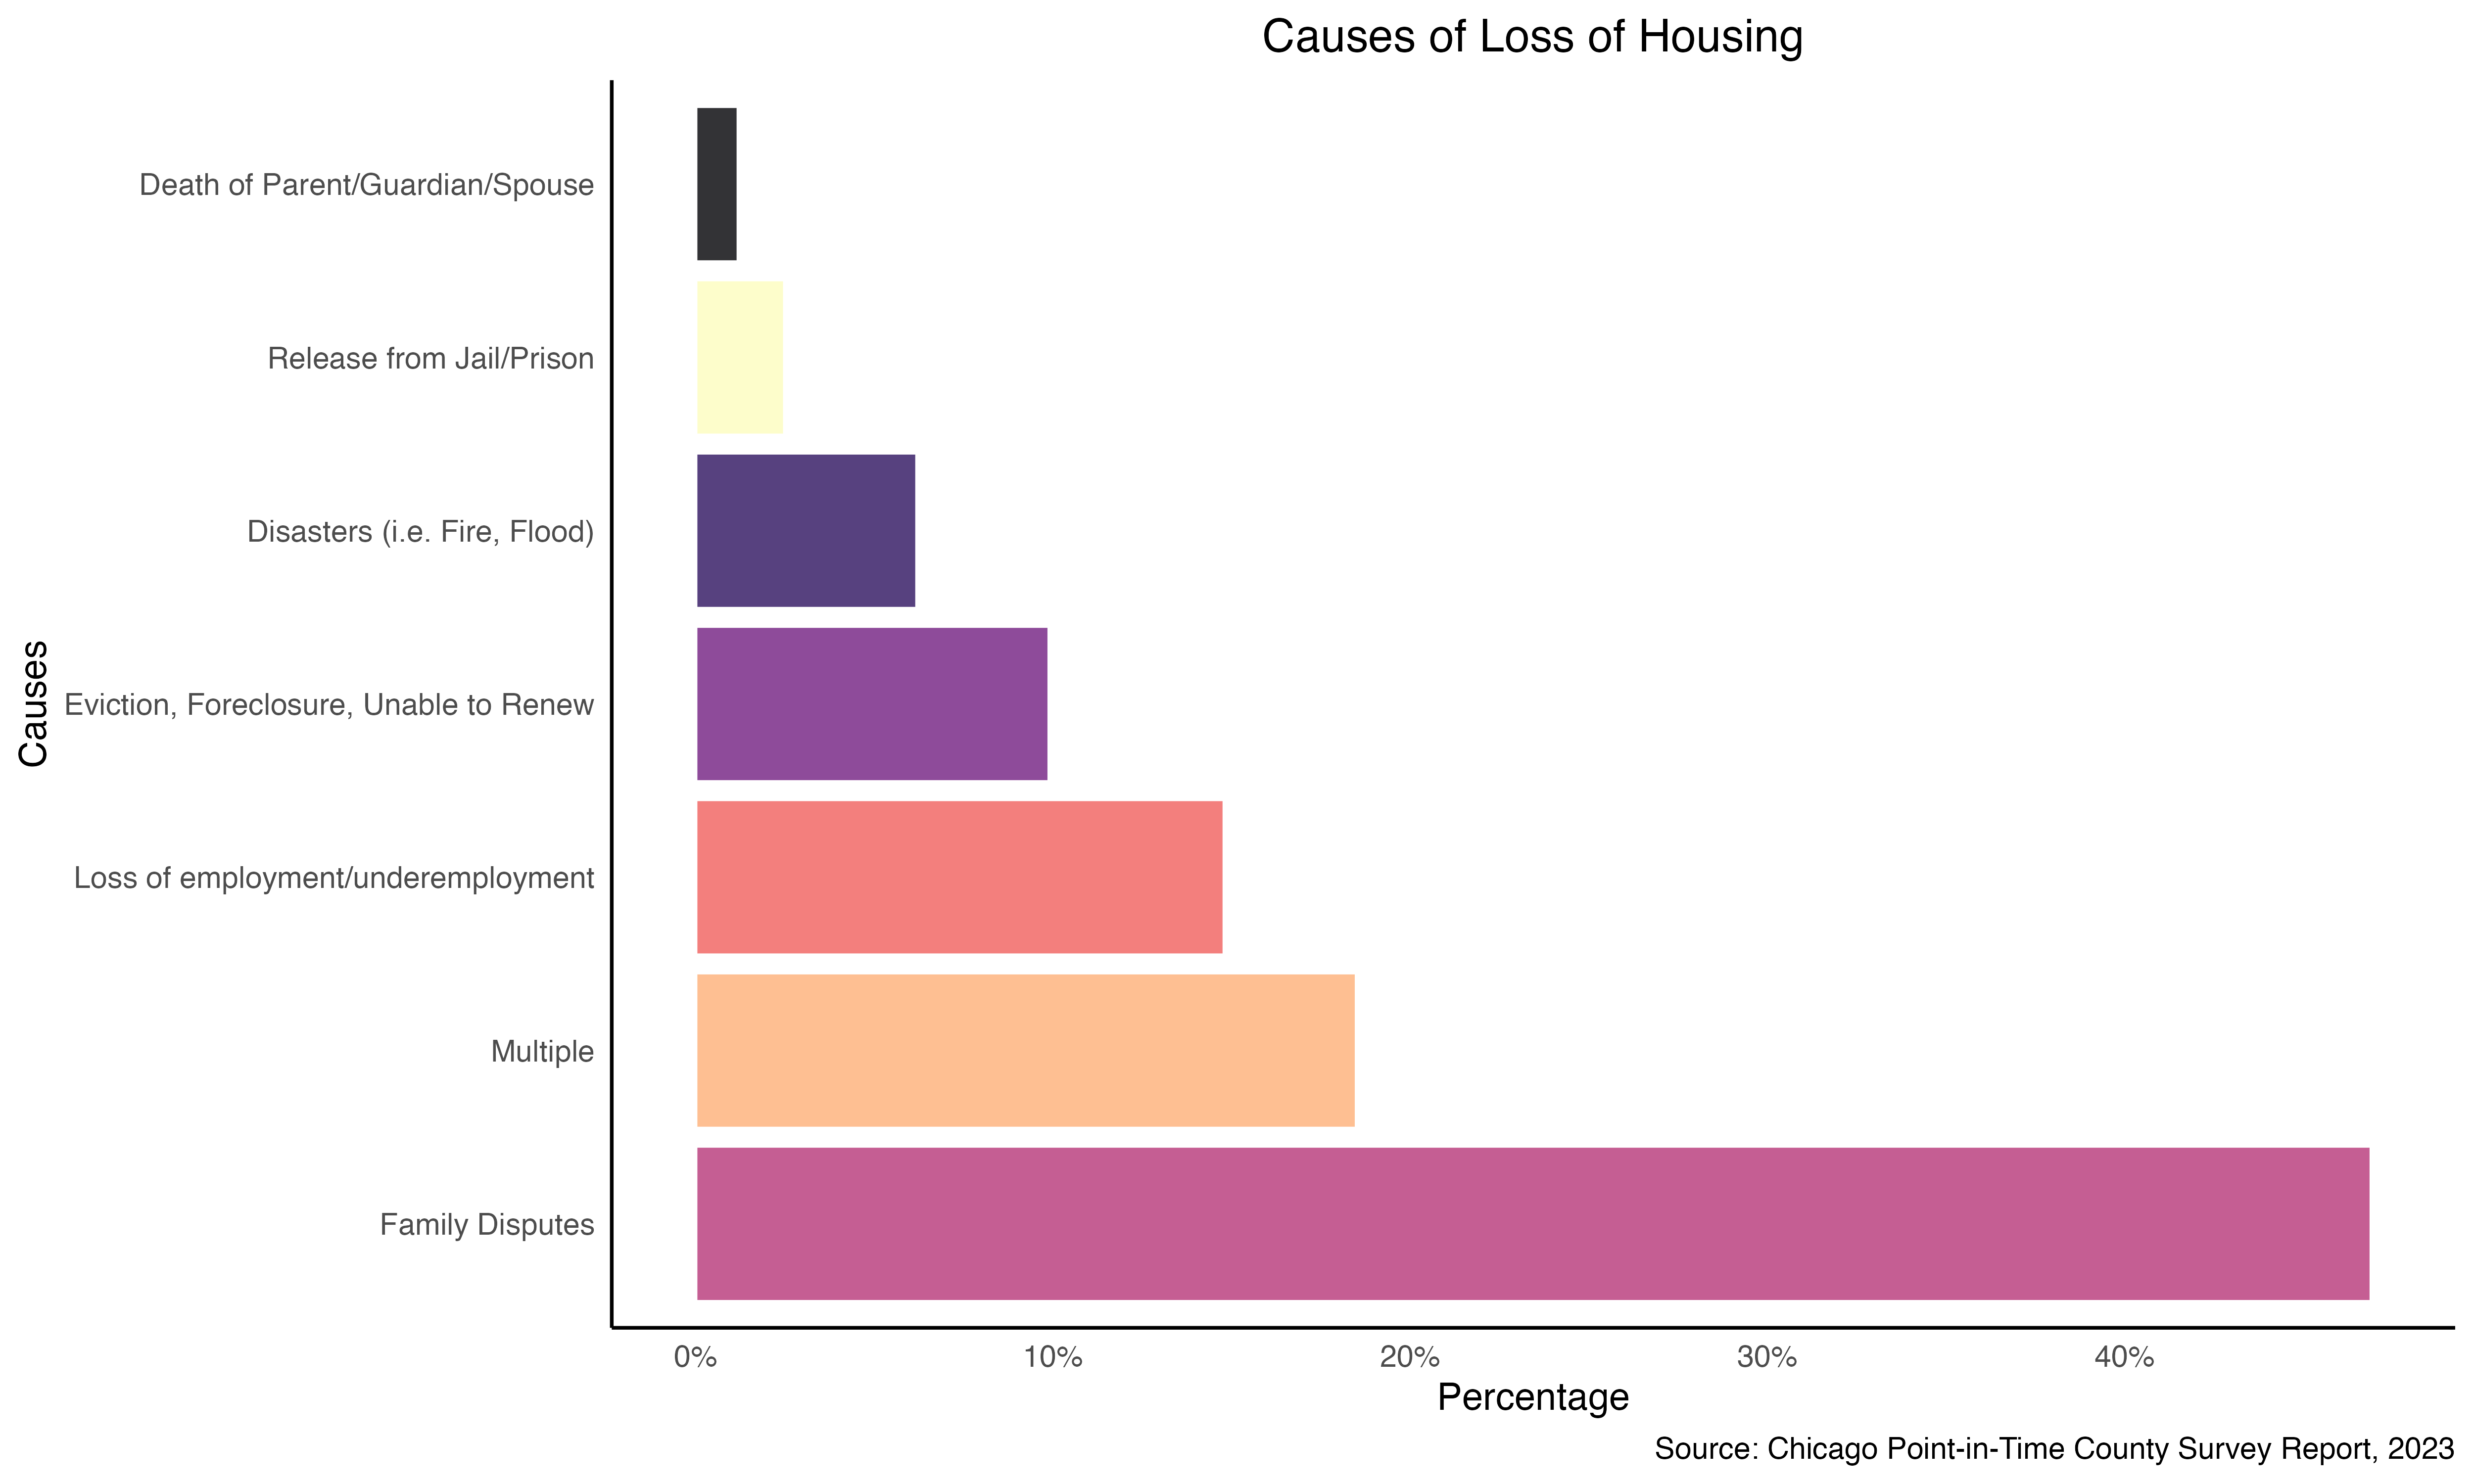 Causes of Loss of Housing
Causes
Death of Parent/Guardian/Spouse
Release from Jail/Prison
Disasters (i.e. Fire, Flood)
Eviction, Foreclosure, Unable to Renew
Loss of employment/underemployment
Multiple
Family Disputes
0% 10% 20% 30% 40%
Percentage
Source: Chicago Point-in-Time County Survey Report, 2023